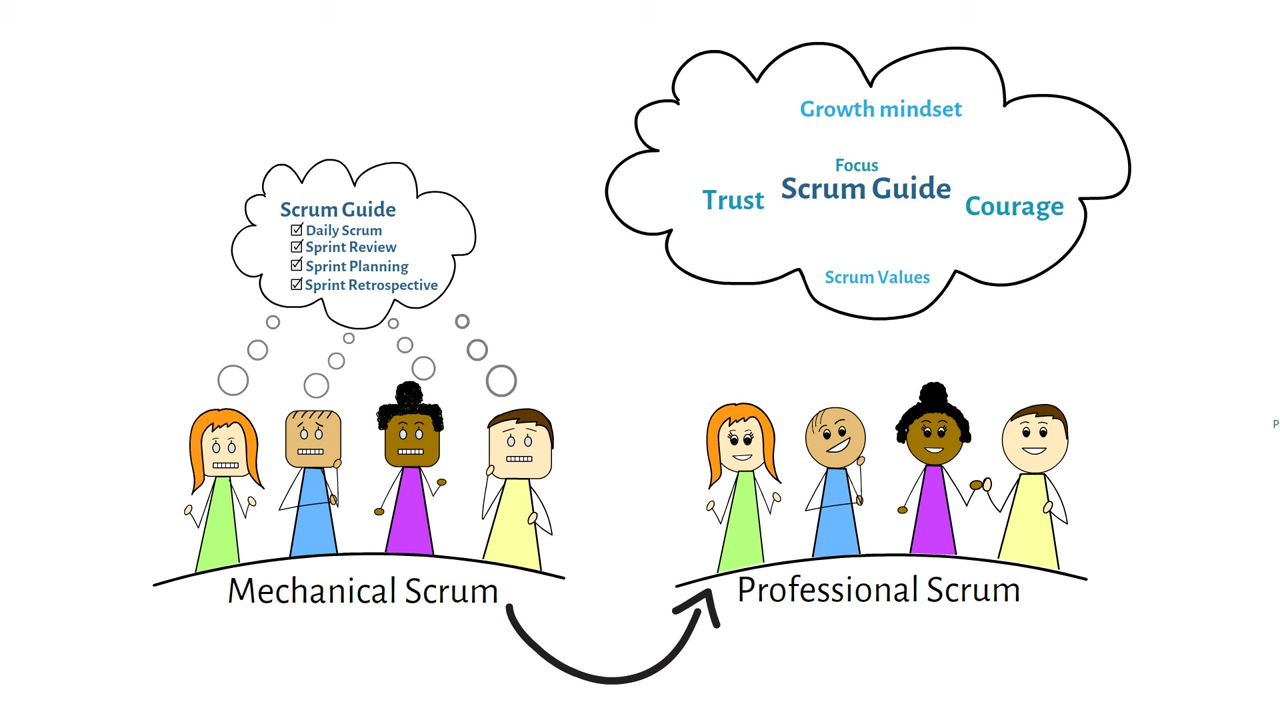 Growth mindset
Focus
Scrum Guide
Trust
Courage
Scrum Values
Scrum Guide
☑ Daily Scrum
☑ Sprint Review
☑ Sprint Planning
☑ Sprint Retrospective
Mechanical Scrum
Professional Scrum
P